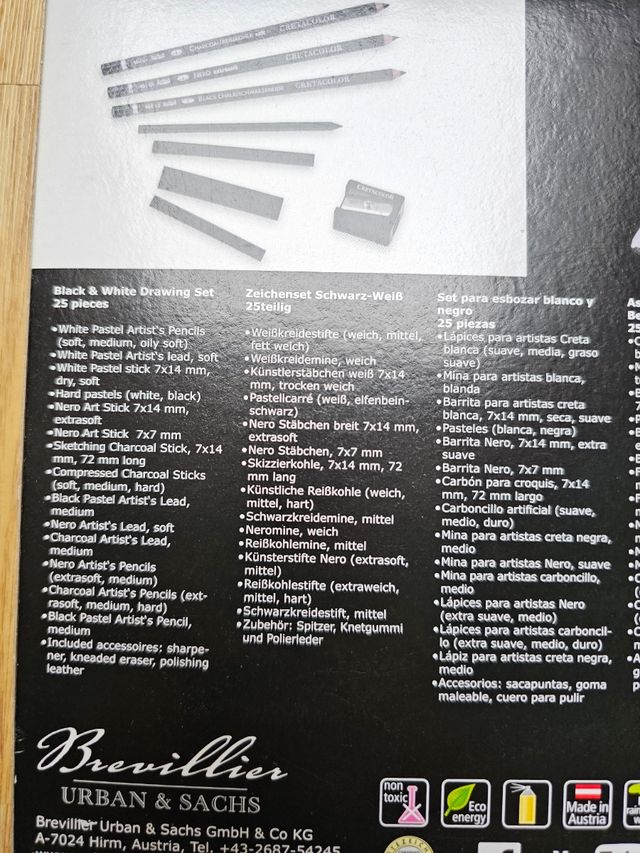 CRETACOLOR
NERO EXTRASOFT CRETACOLOR
CRETACOLOR
CRETACOLOR
Black & White Drawing Set
25 pieces
•White Pastel Artist's Pencils
(soft, medium, oily soft)
•White Pastel Artist's lead, soft
•White Pastel stick 7x14 mm,
dry, soft
•Hard pastels (white, black)
•Nero Art Stick 7x14 mm,
extrasoft
•Nero Art Stick 7x7 mm
•Sketching Charcoal Stick, 7x14
mm, 72 mm long
•Compressed Charcoal Sticks
(soft, medium, hard)
•Black Pastel Artist's Lead,
medium
•Nero Artist's Lead, soft
•Charcoal Artist's Lead,
medium
•Nero Artist's Pencils
(extrasoft, medium)
•Charcoal Artist's Pencils (ext-
rasoft, medium, hard)
•Black Pastel Artist's Pencil,
medium
•Included accessoires: sharpe-
ner, kneaded eraser, polishing
leather
Zeichenset Schwarz-Weiß
25teilig
•Weißkreidestifte (weich, mittel,
fett weich)
•Weißkreidemine, weich
•Künstlerstäbchen weiß 7x14
mm, trocken weich
•Pastellcarré (weiß, elfenbein-
schwarz)
•Nero Stäbchen breit 7x14 mm,
extrasoft
•Nero Stäbchen, 7x7 mm
•Skizzierkohle, 7x14 mm, 72
mm lang
•Künstliche Reißkohle (weich,
mittel, hart)
•Schwarzkreidemine, mittel
•Neromine, weich
•Reißkohlemine, mittel
•Künsterstifte Nero (extrasoft,
mittel)
•Reißkohlestifte (extraweich,
mittel, hart)
•Schwarzkreidestift, mittel
•Zubehör: Spitzer, Knetgummi
und Polierleder
Set para esbozar blanco y
negro
25 piezas
•Lápices para artistas Creta
blanca (suave, media, graso
suave)
•Mina para artistas blanca,
blanda
•Barrita para artistas creta
blanca, 7x14 mm, seca, suave
•Pasteles (blanca, negra)
•Barrita Nero, 7x14 mm, extra
suave
•Barrita Nero, 7x7 mm
•Carbón para croquis, 7x14
mm, 72 mm largo
•Carboncillo artificial (suave,
medio, duro)
•Mina para artistas creta negra,
medio
•Mina para artistas Nero, suave
•Mina para artistas carboncillo,
medio
•Lápices para artistas Nero
(extra suave, medio)
•Lápices para artistas carboncil-
lo (extra suave, medio, duro)
•Lápiz para artistas creta negra,
medio
•Accesorios: sacapuntas, goma
maleable, cuero para pulir
Brevillier
URBAN & SACHS
Brevillier Urban & Sachs GmbH & Co KG
A-7024 Hirm, Austria, Tel. +43-2687-54245
non
toxic
Eco
energy
Made in
Austria